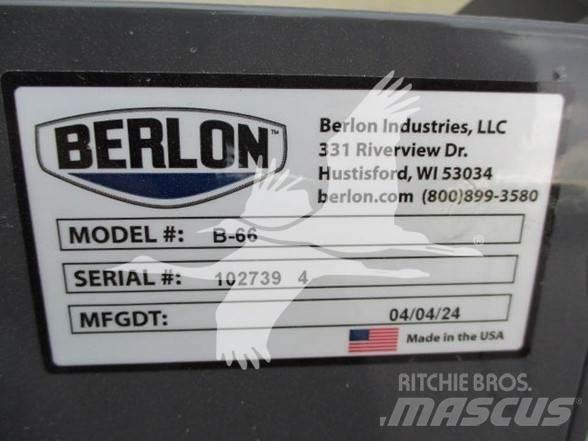 BERLON™
Berlon Industries, LLC
331 Riverview Dr.
Hustisford, WI 53034
berlon.com (800)899-3580
MODEL #: B-66
SERIAL #: 102739 4
MFGDT: 04/04/24
Made in the USA
RITCHIE BROS.
MASCUS